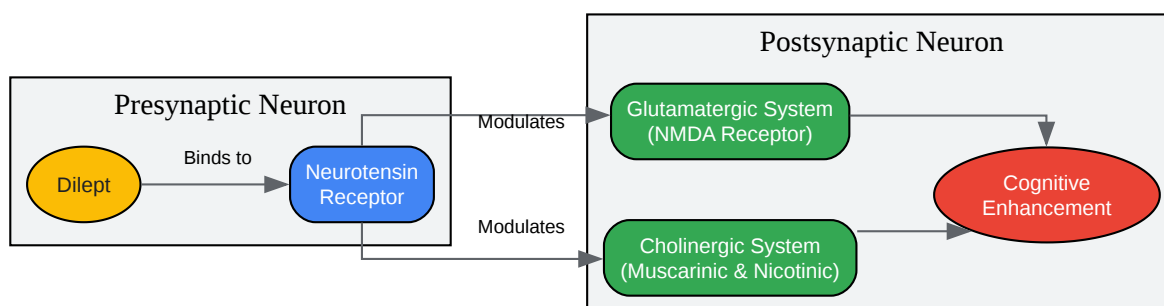 Postsynaptic Neuron
Presynaptic Neuron
Glutamatergic System
(NMDA Receptor)
Modulates
Binds to
Dilept
Neurotensin
Receptor
Cognitive
Enhancement
Modulates
Cholinergic System
(Muscarinic & Nicotinic)